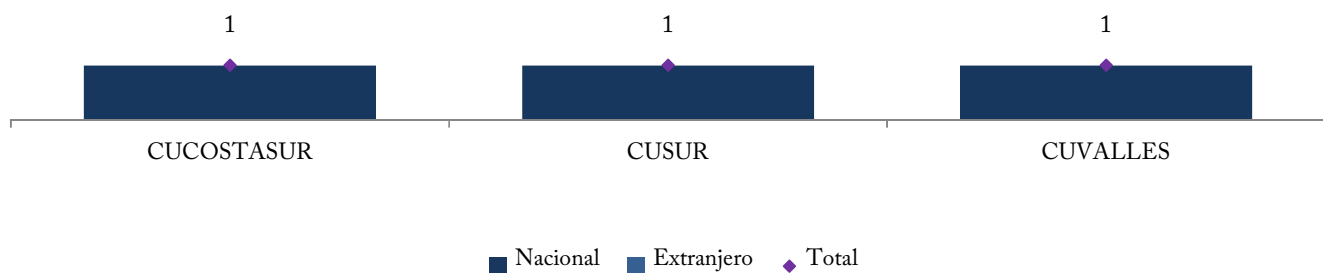 1 1 1
CUCOSTASUR CUSUR CUVALLES
Nacional Extranjero Total